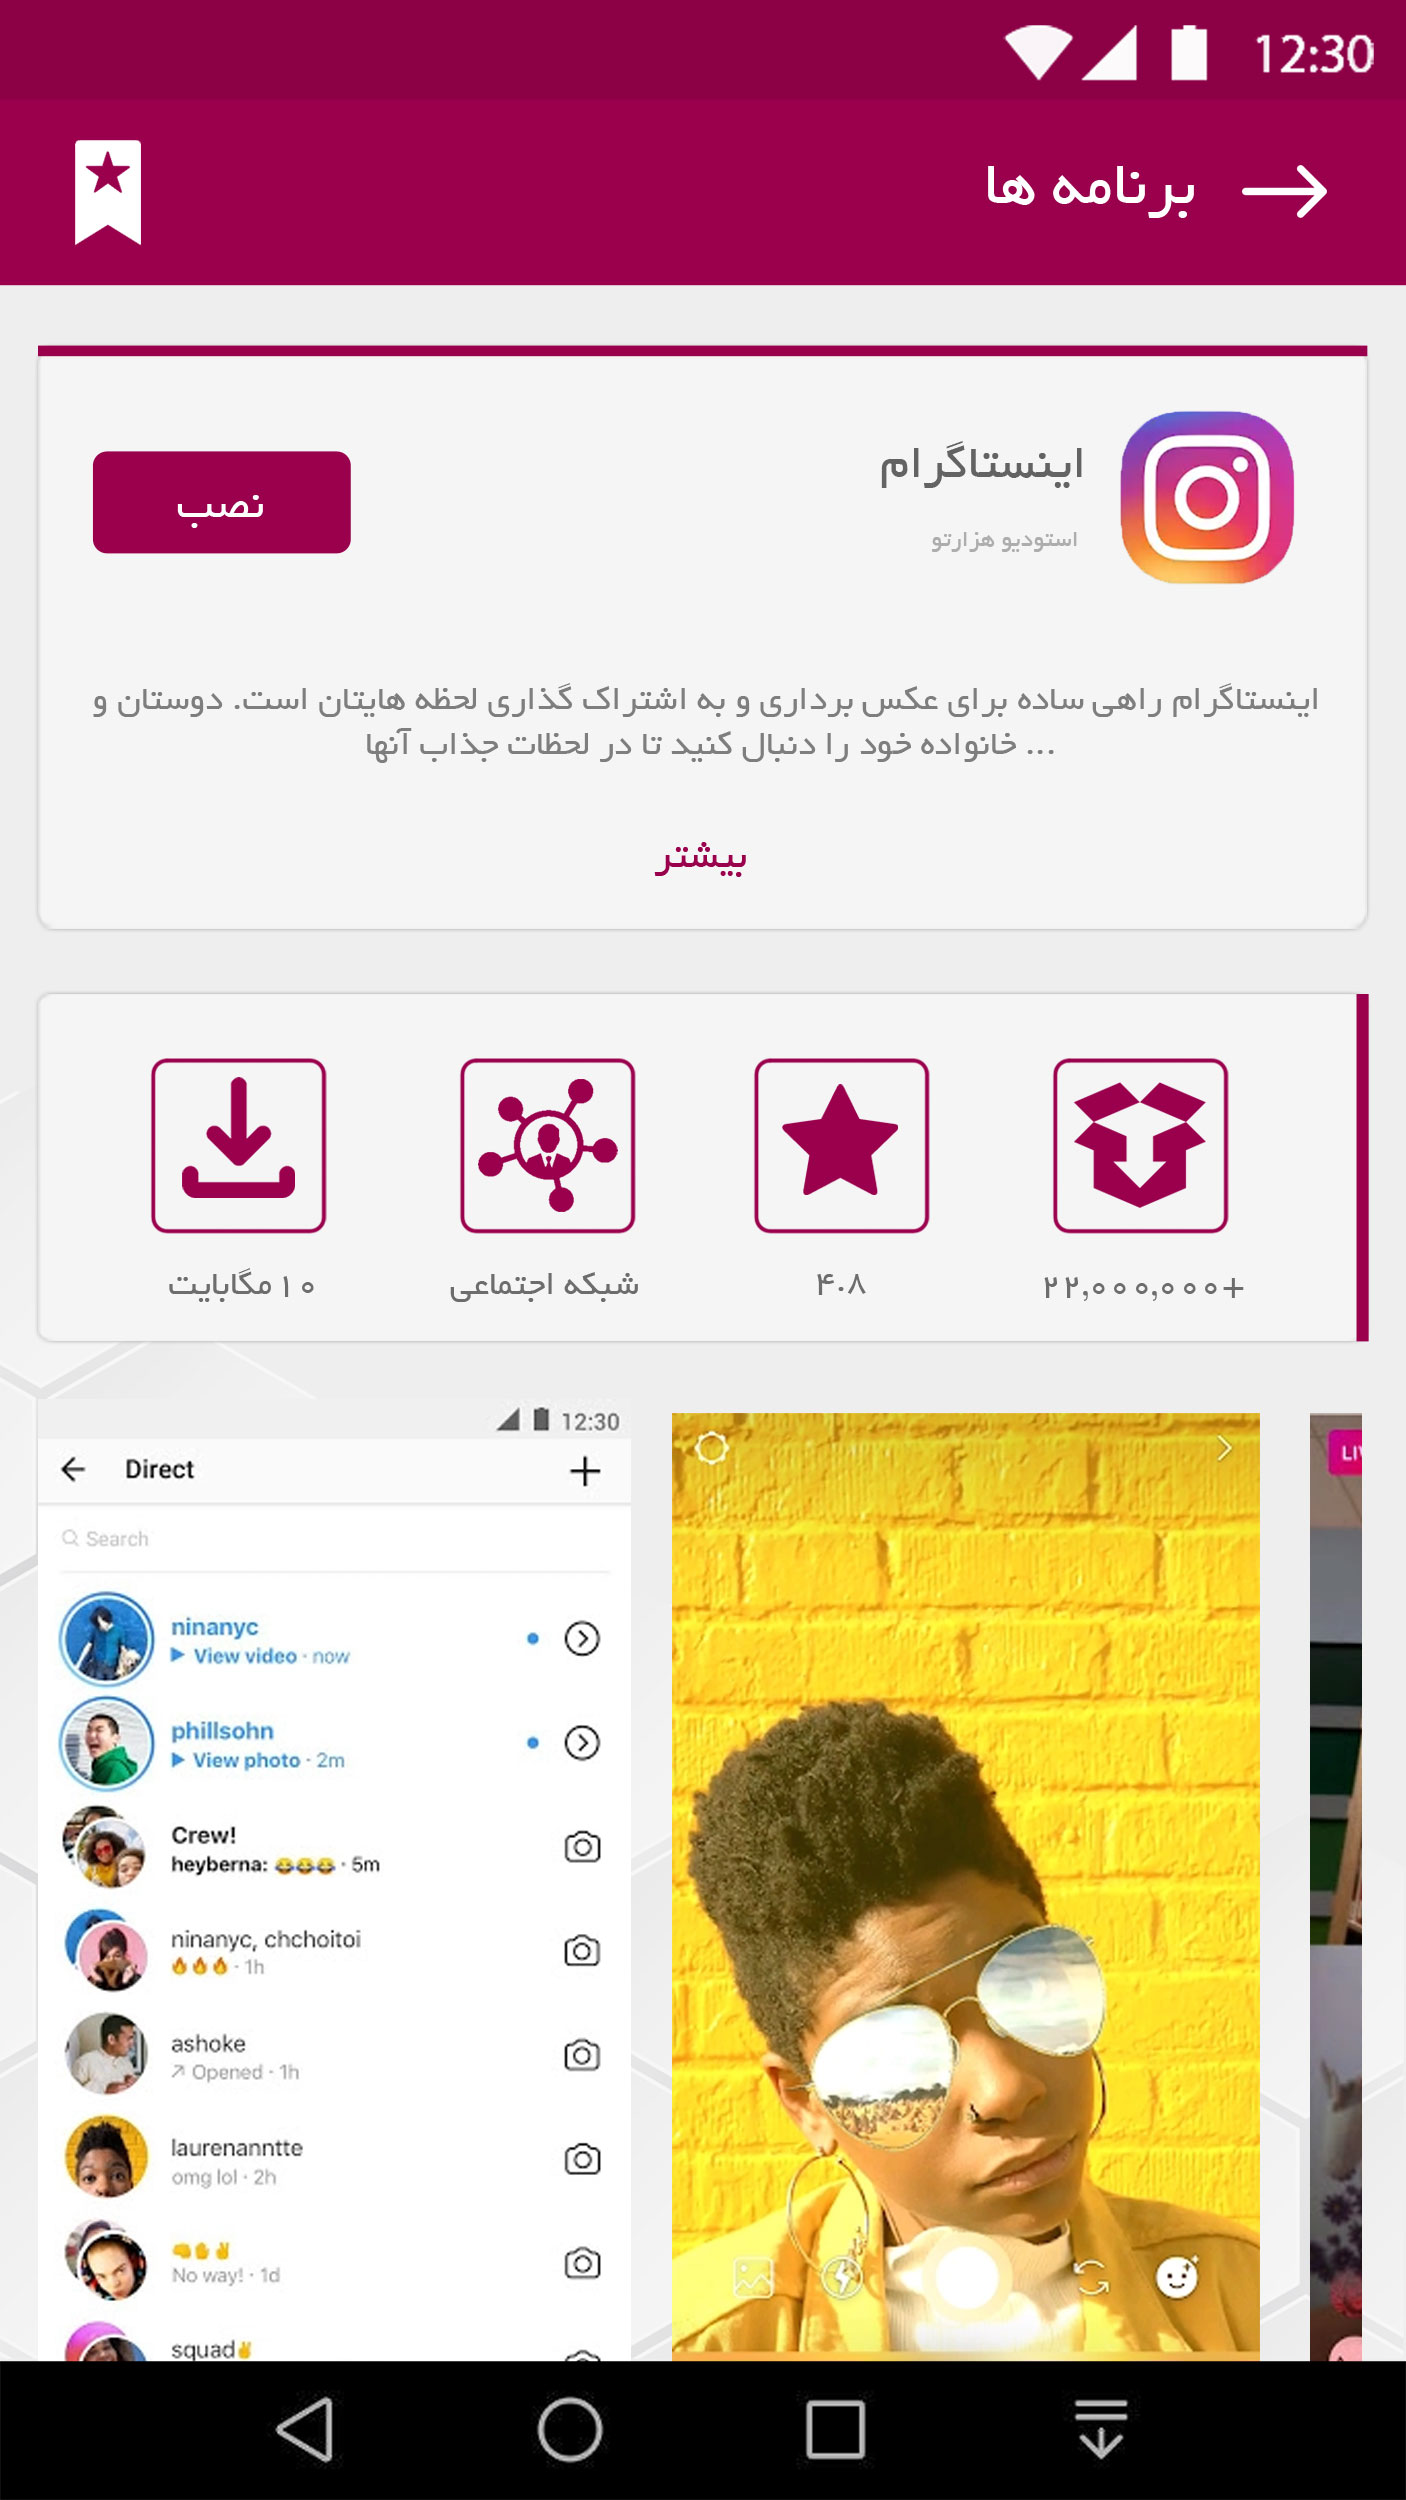 12:30
برنامه ها
اینستاگرام
استودیو هزارتو
نصب
اینستاگرام راهی ساده برای عکس برداری و به اشتراک گذاری لحظه هایتان است. دوستان و
خانواده خود را دنبال کنید تا در لحظات جذاب آنها ...
بیشتر
+۲۲,۰۰۰,۰۰۰
۴.۸
شبکه اجتماعی
۱۰ مگابایت
12:30
Direct
Search
ninanyc
View video · now
phillsohn
View photo · 2m
Crew!
heyberna: 😂😂😂 · 5m
ninanyc, chchoitoi
🔥🔥🔥 · 1h
ashoke
↗ Opened · 1h
laurenanntte
omg lol · 2h
👊✋✌
No way! · 1d
squad✌